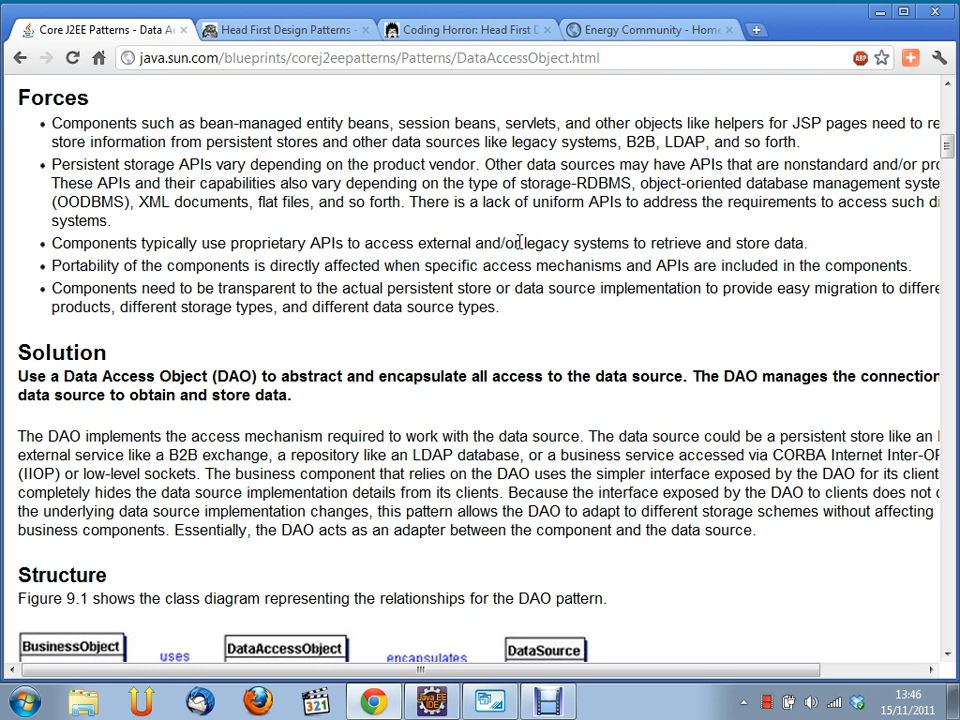 Core J2EE Patterns - Data Ac
Head First Design Patterns -
Coding Horror: Head First D
Energy Community - Home
java.sun.com/blueprints/corej2eepatterns/Patterns/DataAccessObject.html
ABP
Forces
• Components such as bean-managed entity beans, session beans, servlets, and other objects like helpers for JSP pages need to re
store information from persistent stores and other data sources like legacy systems, B2B, LDAP, and so forth.
• Persistent storage APIs vary depending on the product vendor. Other data sources may have APIs that are nonstandard and/or pro
These APIs and their capabilities also vary depending on the type of storage-RDBMS, object-oriented database management syste
(OODBMS), XML documents, flat files, and so forth. There is a lack of uniform APIs to address the requirements to access such di
systems.
• Components typically use proprietary APIs to access external and/or legacy systems to retrieve and store data.
• Portability of the components is directly affected when specific access mechanisms and APIs are included in the components.
• Components need to be transparent to the actual persistent store or data source implementation to provide easy migration to differe
products, different storage types, and different data source types.
Solution
Use a Data Access Object (DAO) to abstract and encapsulate all access to the data source. The DAO manages the connection
data source to obtain and store data.
The DAO implements the access mechanism required to work with the data source. The data source could be a persistent store like an
external service like a B2B exchange, a repository like an LDAP database, or a business service accessed via CORBA Internet Inter-OR
(IIOP) or low-level sockets. The business component that relies on the DAO uses the simpler interface exposed by the DAO for its client
completely hides the data source implementation details from its clients. Because the interface exposed by the DAO to clients does not
the underlying data source implementation changes, this pattern allows the DAO to adapt to different storage schemes without affecting
business components. Essentially, the DAO acts as an adapter between the component and the data source.
Structure
Figure 9.1 shows the class diagram representing the relationships for the DAO pattern.
BusinessObject uses DataAccessObject encapsulates DataSource
321
Java EE
IDE
13:46
15/11/2011